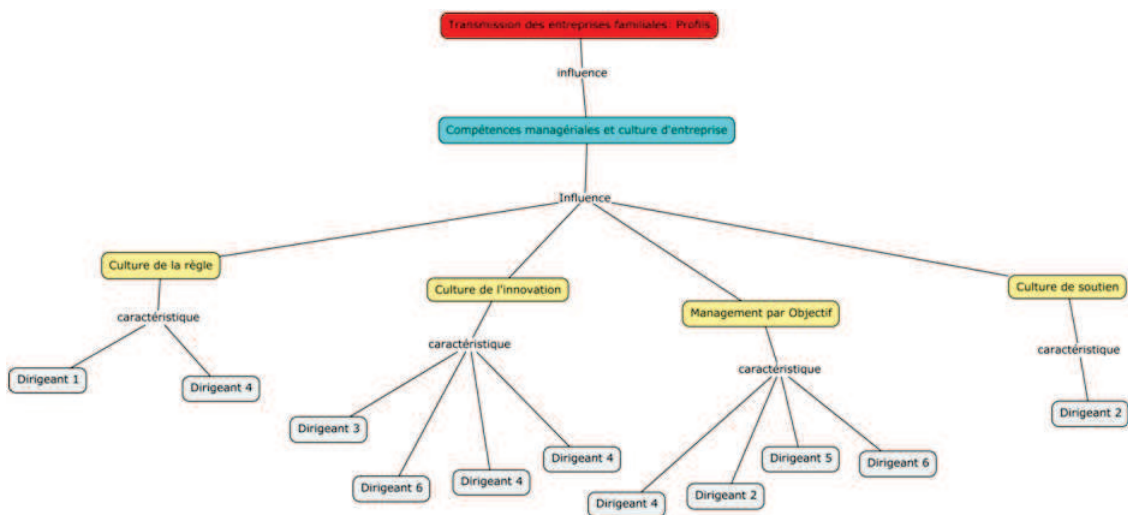 Transmission des entreprises familiales: Profils
influence
Compétences managériales et culture d'entreprise
Influence
Culture de la règle
Culture de l'innovation
Management par Objectif
Culture de soutien
caractéristique
caractéristique
caractéristique
caractéristique
Dirigeant 1
Dirigeant 4
Dirigeant 3
Dirigeant 6
Dirigeant 4
Dirigeant 4
Dirigeant 4
Dirigeant 2
Dirigeant 5
Dirigeant 6
Dirigeant 2